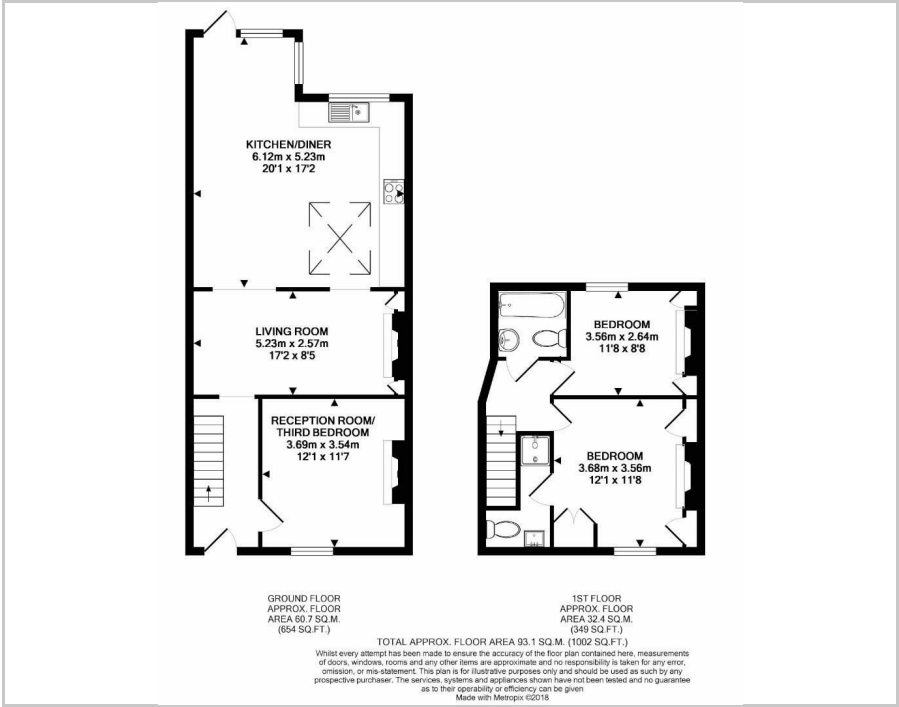 KITCHEN/DINER
6.12m x 5.23m
20'1 x 17'2
LIVING ROOM
5.23m x 2.57m
17'2 x 8'5
RECEPTION ROOM/
THIRD BEDROOM
3.69m x 3.54m
12'1 x 11'7
BEDROOM
3.56m x 2.64m
11'8 x 8'8
BEDROOM
3.68m x 3.56m
12'1 x 11'8
GROUND FLOOR
APPROX. FLOOR
AREA 60.7 SQ.M.
(654 SQ.FT.)
1ST FLOOR
APPROX. FLOOR
AREA 32.4 SQ.M.
(349 SQ.FT.)
TOTAL APPROX. FLOOR AREA 93.1 SQ.M. (1002 SQ.FT.)
Whilst every attempt has been made to ensure the accuracy of the floor plan contained here, measurements
of doors, windows, rooms and any other items are approximate and no responsibility is taken for any error,
omission, or mis-statement. This plan is for illustrative purposes only and should be used as such by any
prospective purchaser. The services, systems and appliances shown have not been tested and no guarantee
as to their operability or efficiency can be given
Made with Metropix ©2018